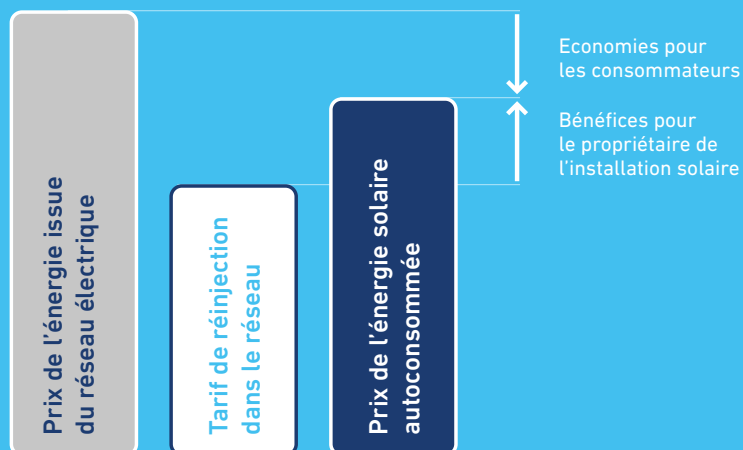 Prix de l’énergie issue
du réseau électrique
Tarif de réinjection
dans le réseau
Prix de l’énergie solaire
autoconsommée
Economies pour
les consommateurs
Bénéfices pour
le propriétaire de
l’installation solaire